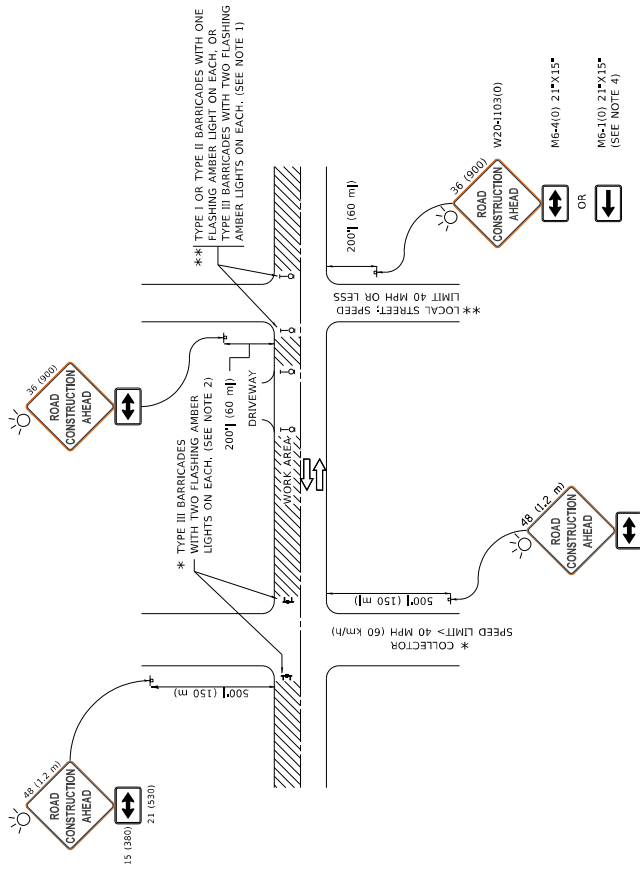 ** TYPE I OR TYPE II BARRICADES WITH ONE
FLASHING AMBER LIGHT ON EACH, OR
TYPE III BARRICADES WITH TWO FLASHING
AMBER LIGHTS ON EACH. (SEE NOTE 1)
36 (900)
ROAD
CONSTRUCTION
AHEAD
* TYPE III BARRICADES
WITH TWO FLASHING AMBER
LIGHTS ON EACH. (SEE NOTE 2)
200' (60 m)
DRIVEWAY
WORK AREA
48 (1.2 m)
ROAD
CONSTRUCTION
AHEAD
15 (380)
21 (530)
500' (150 m)
* COLLECTOR
SPEED LIMIT>40 MPH (60 km/h)
500' (150 m)
48 (1.2 m)
ROAD
CONSTRUCTION
AHEAD
** LOCAL STREET: SPEED
LIMIT 40 MPH OR LESS
200' (60 m)
36 (900)
ROAD
CONSTRUCTION
AHEAD
W20-I103(0)
M6-4(0) 21"X15"
OR
M6-1(0) 21"X15"
(SEE NOTE 4)